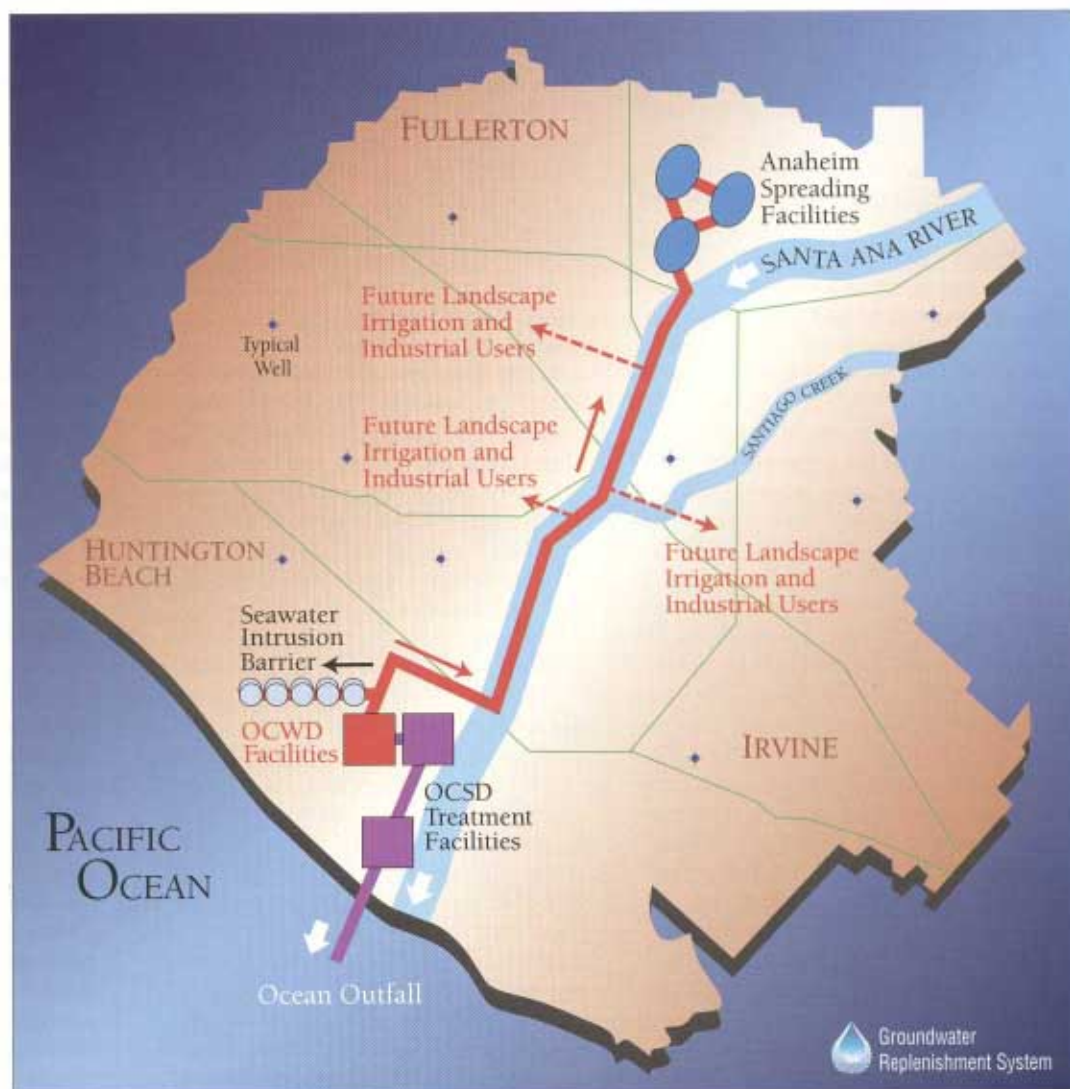 FULLERTON
Anaheim
Spreading
Facilities
SANTA ANA RIVER
Future Landscape
Irrigation and
Industrial Users
Typical
Well
SANTIAGO CREEK
Future Landscape
Irrigation and
Industrial Users
HUNTINGTON
BEACH
Future Landscape
Irrigation and
Industrial Users
Seawater
Intrusion
Barrier
OCWD
Facilities
IRVINE
OCSD
Treatment
Facilities
PACIFIC
OCEAN
Ocean Outfall
Groundwater
Replenishment System